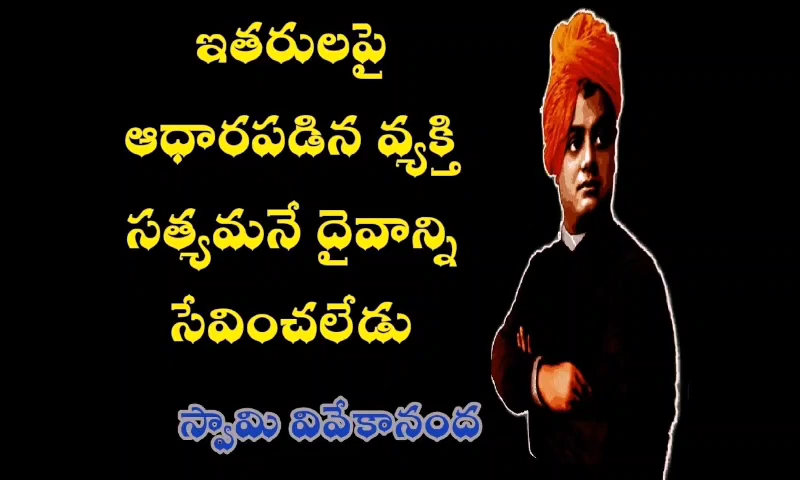 ఇతరులపై
ఆధారపడిన వ్యక్తి
సత్యమనే దైవాన్ని
సేవించలేడు
స్వామి వివేకానంద